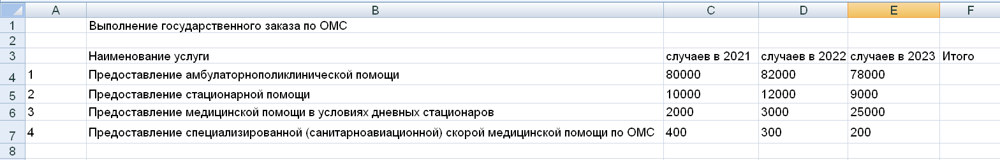 A B C D E F
1 Выполнение государственного заказа по ОМС
2
3 Наименование услуги случаев в 2021 случаев в 2022 случаев в 2023 Итого
4 1 Предоставление амбулаторнополиклинической помощи 80000 82000 78000
5 2 Предоставление стационарной помощи 10000 12000 9000
6 3 Предоставление медицинской помощи в условиях дневных стационаров 2000 3000 25000
7 4 Предоставление специализированной (санитарноавиационной) скорой медицинской помощи по ОМС 400 300 200
8